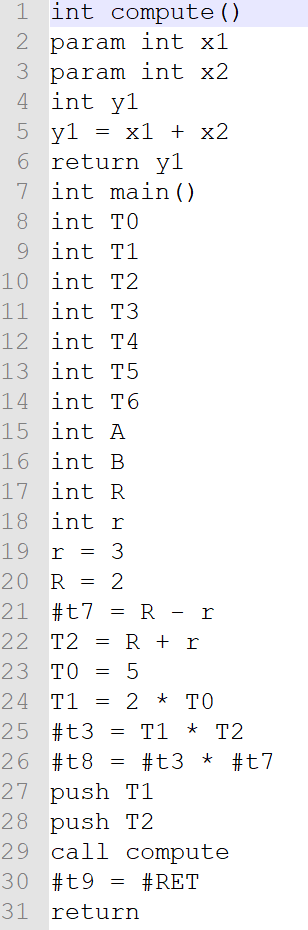 1 int compute()
2 param int x1
3 param int x2
4 int y1
5 y1 = x1 + x2
6 return y1
7 int main()
8 int T0
9 int T1
10 int T2
11 int T3
12 int T4
13 int T5
14 int T6
15 int A
16 int B
17 int R
18 int r
19 r = 3
20 R = 2
21 #t7 = R - r
22 T2 = R + r
23 T0 = 5
24 T1 = 2 * T0
25 #t3 = T1 * T2
26 #t8 = #t3 * #t7
27 push T1
28 push T2
29 call compute
30 #t9 = #RET
31 return